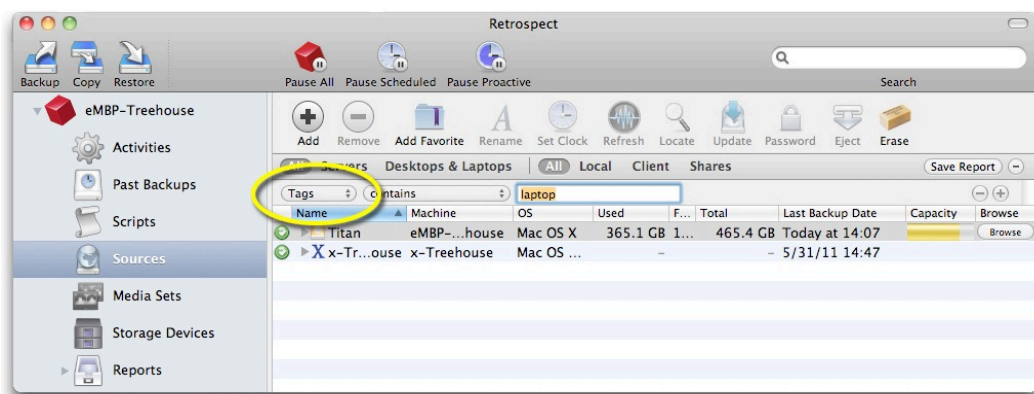 Retrospect
Backup Copy Restore Pause All Pause Scheduled Pause Proactive Search
eMBP-Treehouse
Activities
Past Backups
Scripts
Sources
Media Sets
Storage Devices
Reports
Add Remove Add Favorite Rename Set Clock Refresh Locate Update Password Eject Erase
All Servers Desktops & Laptops All Local Client Shares Save Report
Tags contains laptop
Name Machine OS Used F... Total Last Backup Date Capacity Browse
Titan eMBP-...house Mac OS X 365.1 GB 1... 465.4 GB Today at 14:07 Browse
x-Tr...ouse x-Treehouse Mac OS ... - - 5/31/11 14:47